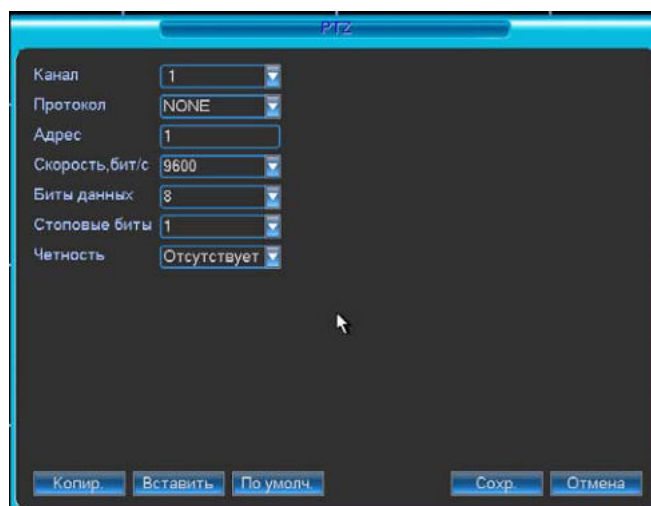 PTZ
Канал 1
Протокол NONE
Адрес 1
Скорость,бит/с 9600
Биты данных 8
Стоповые биты 1
Четность Отсутствует
Копир. Вставить По умолч. Сохр. Отмена